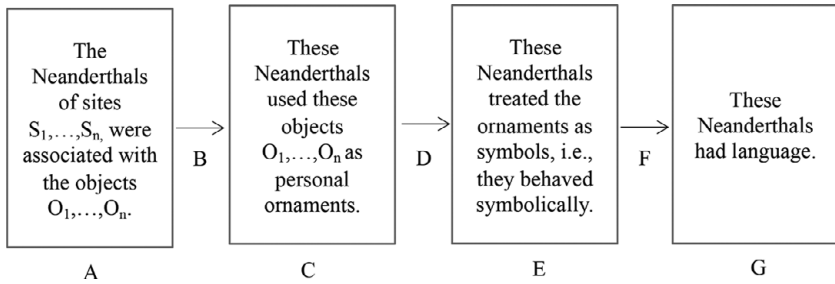 The
Neanderthals
of sites
S₁,…,Sₙ, were
associated with
the objects
O₁,…,Oₙ.
A
B
These
Neanderthals
used these
objects
O₁,…,Oₙ as
personal
ornaments.
C
D
These
Neanderthals
treated the
ornaments as
symbols, i.e.,
they behaved
symbolically.
E
F
These
Neanderthals
had language.
G